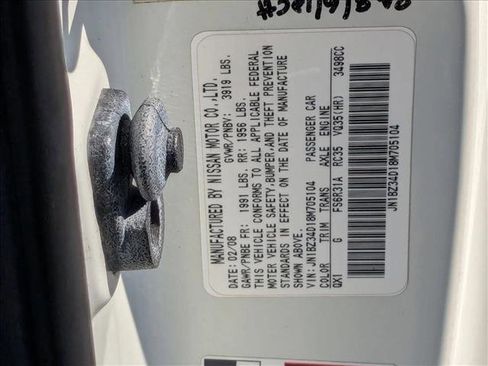 MANUFACTURED BY NISSAN MOTOR CO.,LTD.
DATE: 02/08 GVWR/PNBV: 3919 LBS.
GAWR/PNBE FR: 1991 LBS. RR: 1956 LBS.
THIS VEHICLE CONFORMS TO ALL APPLICABLE FEDERAL
MOTOR VEHICLE SAFETY,BUMPER,AND THEFT PREVENTION
STANDARDS IN EFFECT ON THE DATE OF MANUFACTURE
SHOWN ABOVE.
VIN: JN1BZ34D18M705104 PASSENGER CAR
COLOR TRIM TRANS AXLE ENGINE
QX1 G FS6R31A RC35 VQ35(HR) 3498CC
JN1BZ34D18M705104